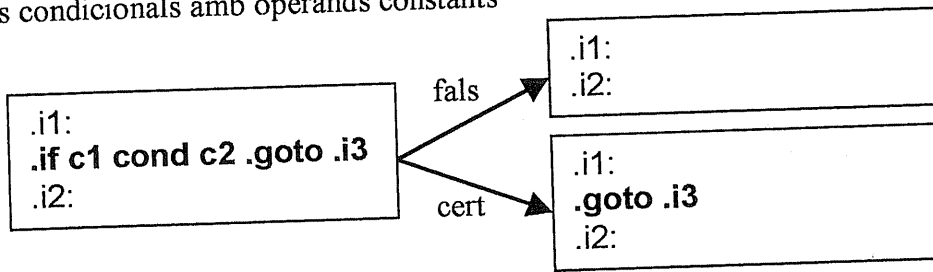 s condicionals amb operands constants
.i1:
.if c1 cond c2 .goto .i3
.i2:
fals
cert
.i1:
.i2:
.i1:
.goto .i3
.i2: